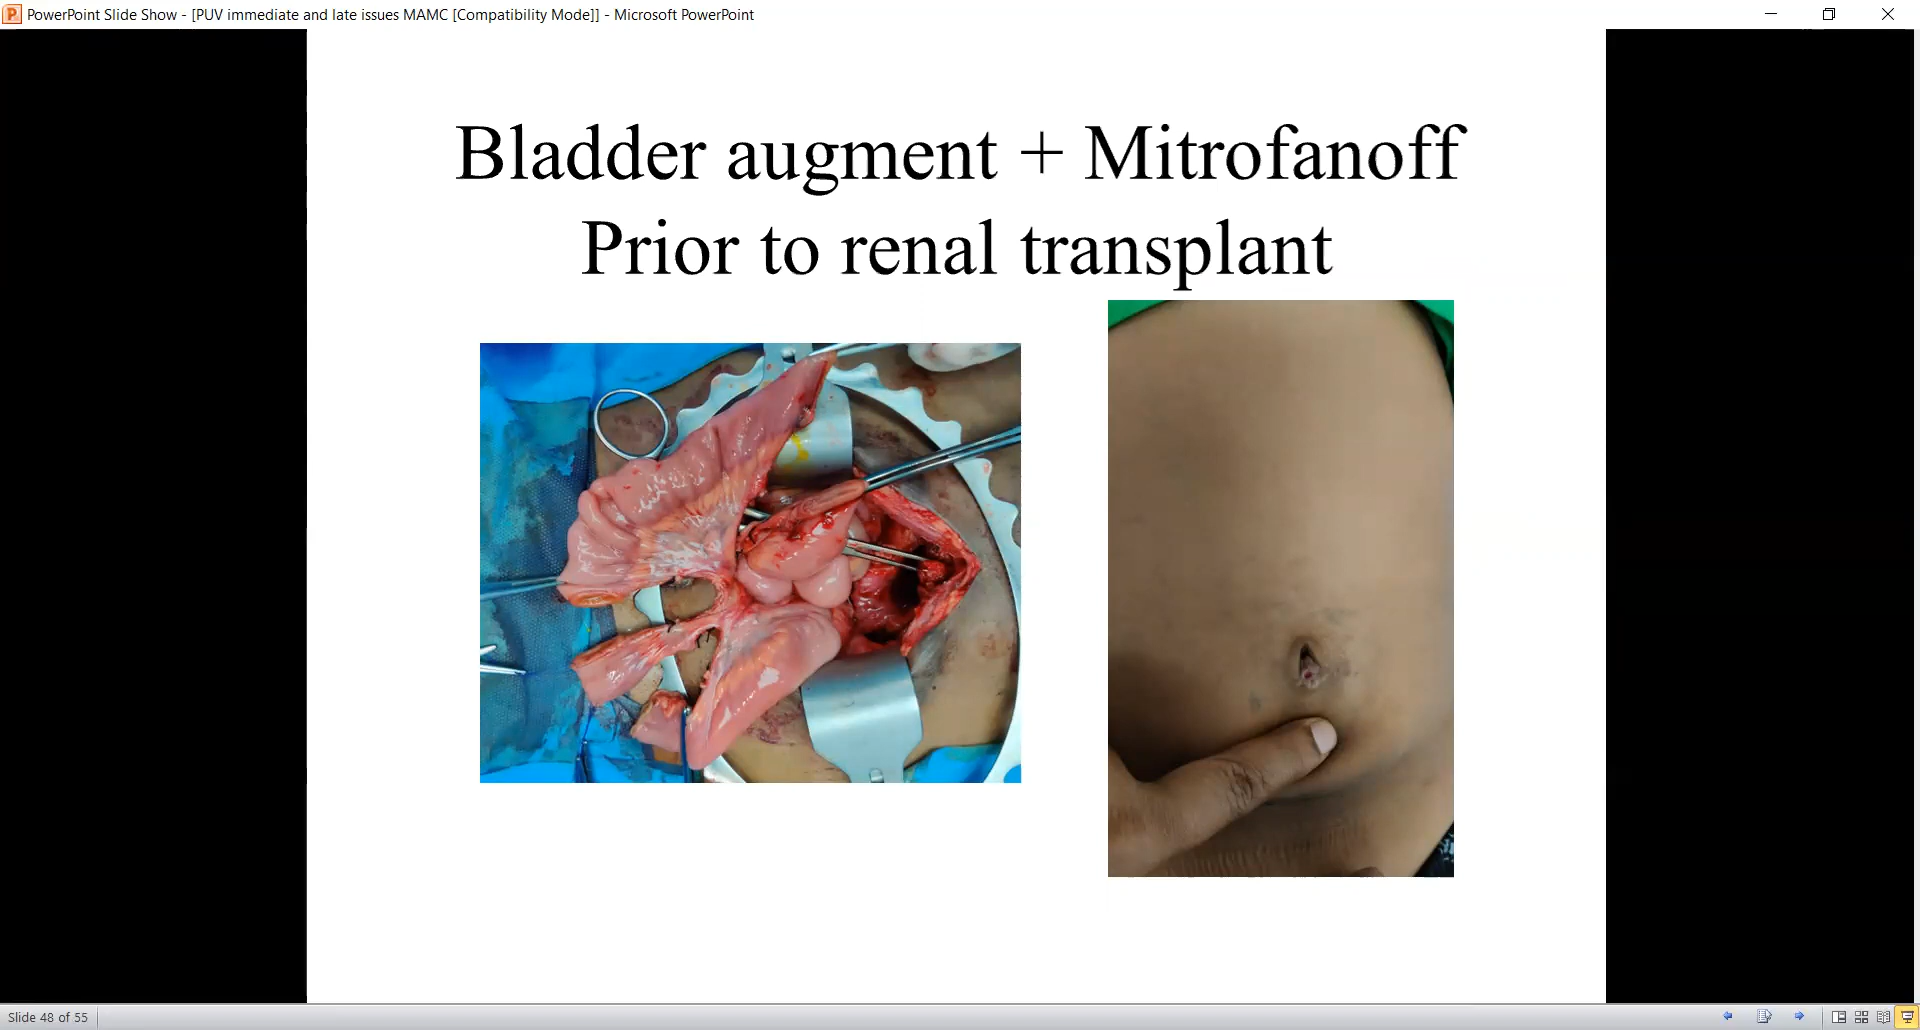 PowerPoint Slide Show - [PUV immediate and late issues MAMC [Compatibility Mode]] - Microsoft PowerPoint
Bladder augment + Mitrofanoff
Prior to renal transplant
Slide 48 of 55